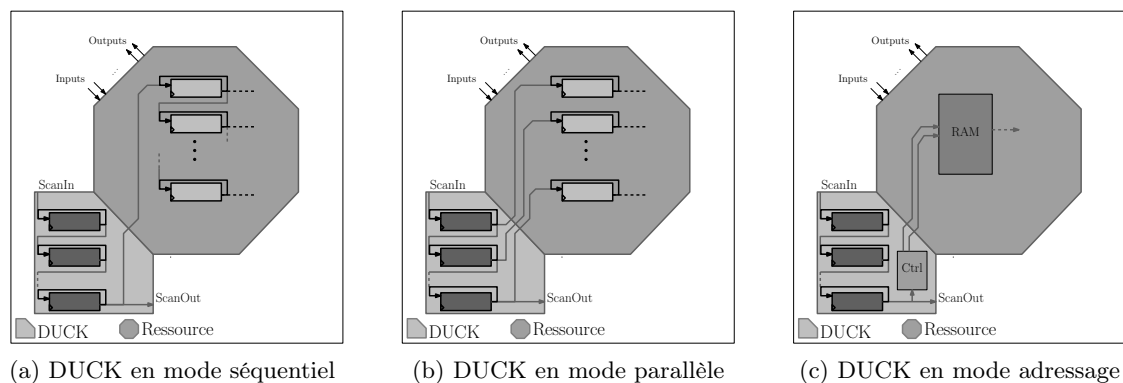 Outputs
...
Inputs
ScanIn
ScanOut
DUCK
Ressource
(a) DUCK en mode séquentiel
Outputs
...
Inputs
ScanIn
ScanOut
DUCK
Ressource
(b) DUCK en mode parallèle
Outputs
...
Inputs
RAM
ScanIn
Ctrl
ScanOut
DUCK
Ressource
(c) DUCK en mode adressage